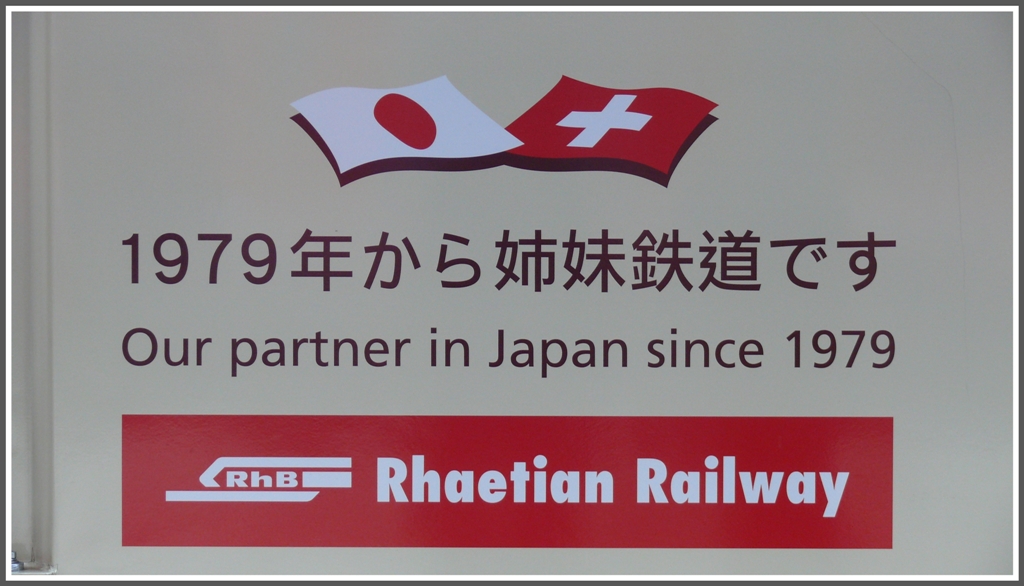 1979年から姉妹鉄道です
Our partner in Japan since 1979
RhB Rhaetian Railway